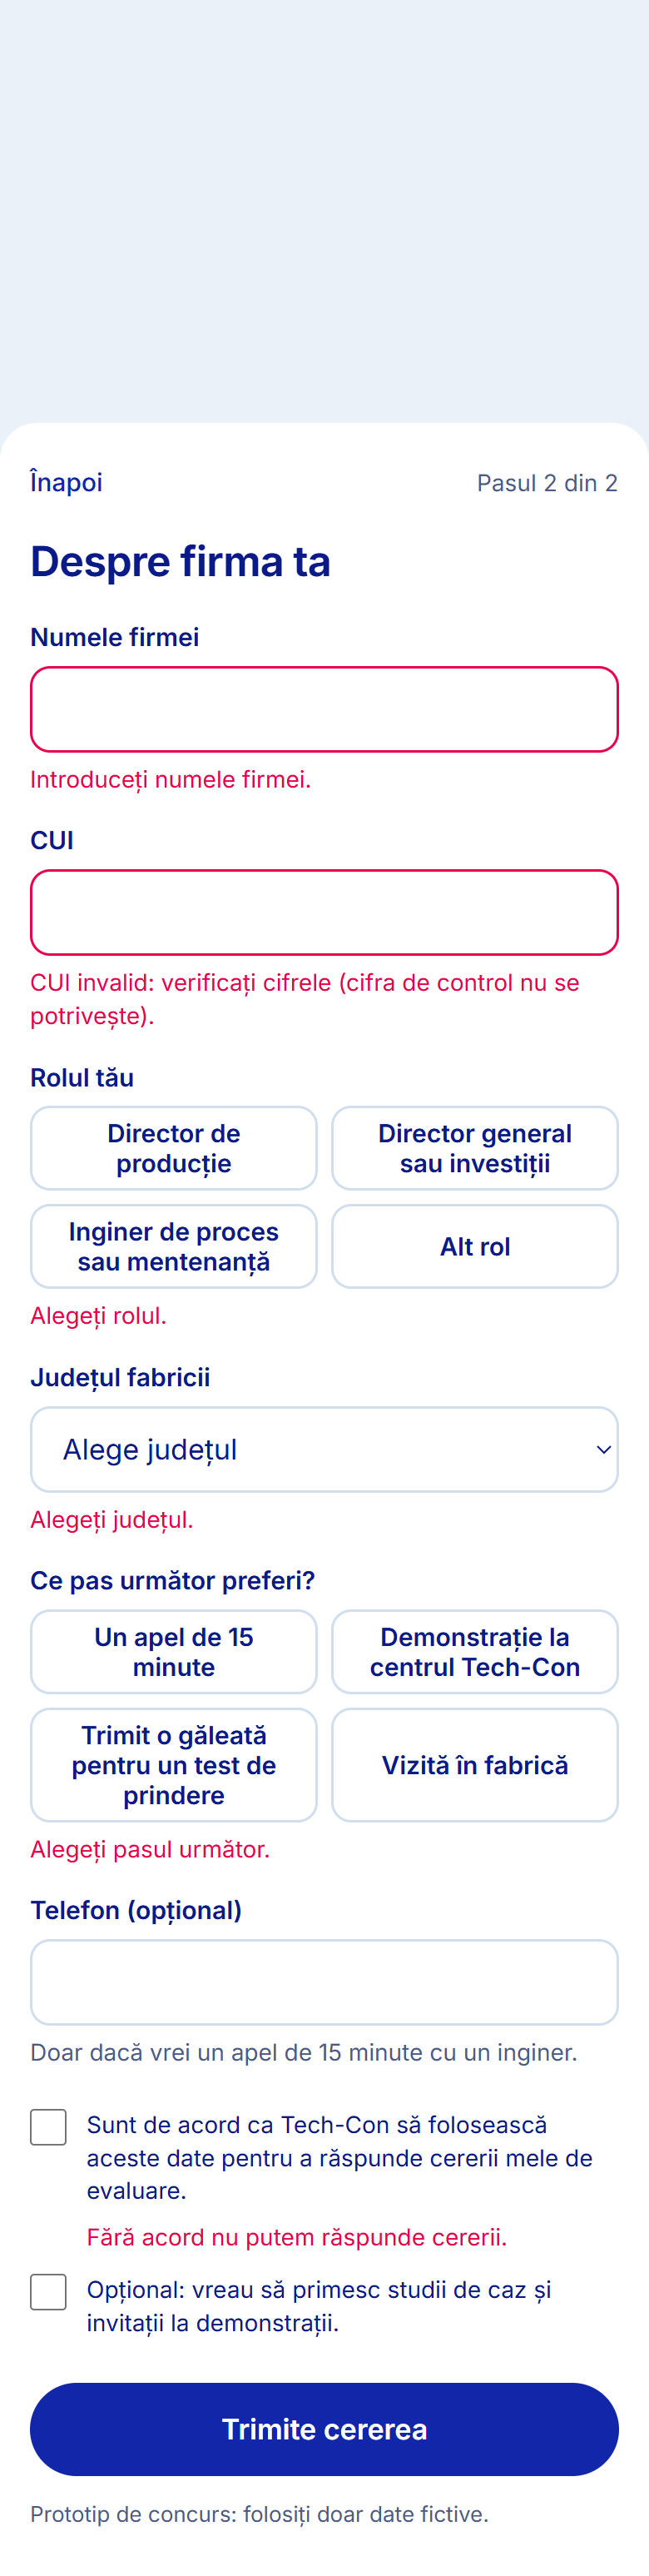 Înapoi
Pasul 2 din 2
Despre firma ta
Numele firmei
Introduceți numele firmei.
CUI
CUI invalid: verificați cifrele (cifra de control nu se
potrivește).
Rolul tău
Director de
producție
Director general
sau investiții
Inginer de proces
sau mentenanță
Alt rol
Alegeți rolul.
Județul fabricii
Alege județul
Alegeți județul.
Ce pas următor preferi?
Un apel de 15
minute
Demonstrație la
centrul Tech-Con
Trimit o găleată
pentru un test de
prindere
Vizită în fabrică
Alegeți pasul următor.
Telefon (opțional)
Doar dacă vrei un apel de 15 minute cu un inginer.
Sunt de acord ca Tech-Con să folosească
aceste date pentru a răspunde cererii mele de
evaluare.
Fără acord nu putem răspunde cererii.
Opțional: vreau să primesc studii de caz și
invitații la demonstrații.
Trimite cererea
Prototip de concurs: folosiți doar date fictive.